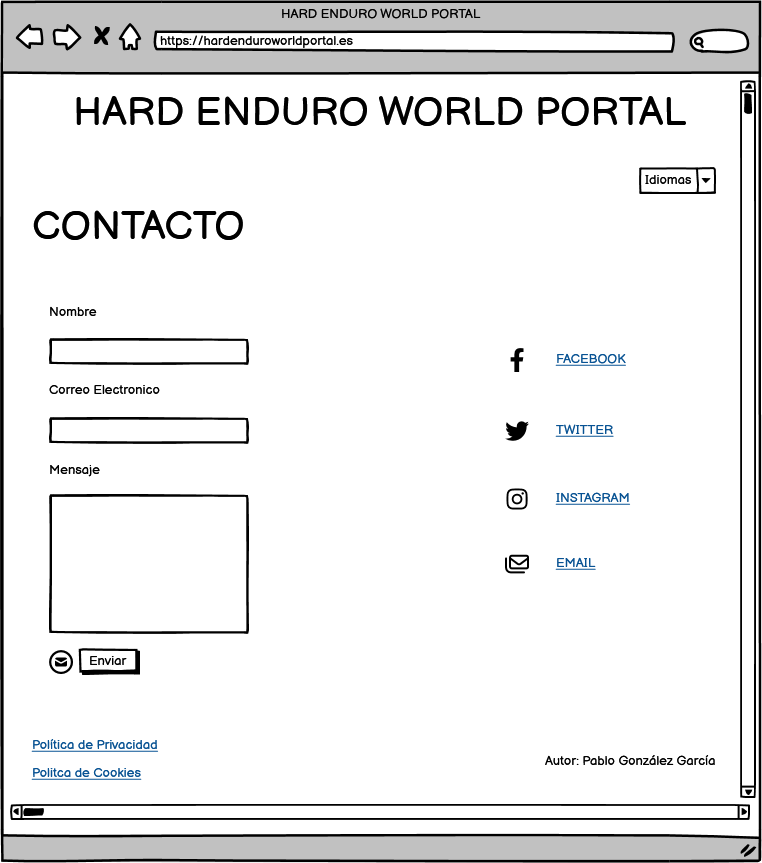 HARD ENDURO WORLD PORTAL
https://hardenduroworldportal.es
HARD ENDURO WORLD PORTAL
Idiomas
CONTACTO
Nombre
Correo Electronico
Mensaje
Enviar
FACEBOOK
TWITTER
INSTAGRAM
EMAIL
Política de Privacidad
Politca de Cookies
Autor: Pablo González García